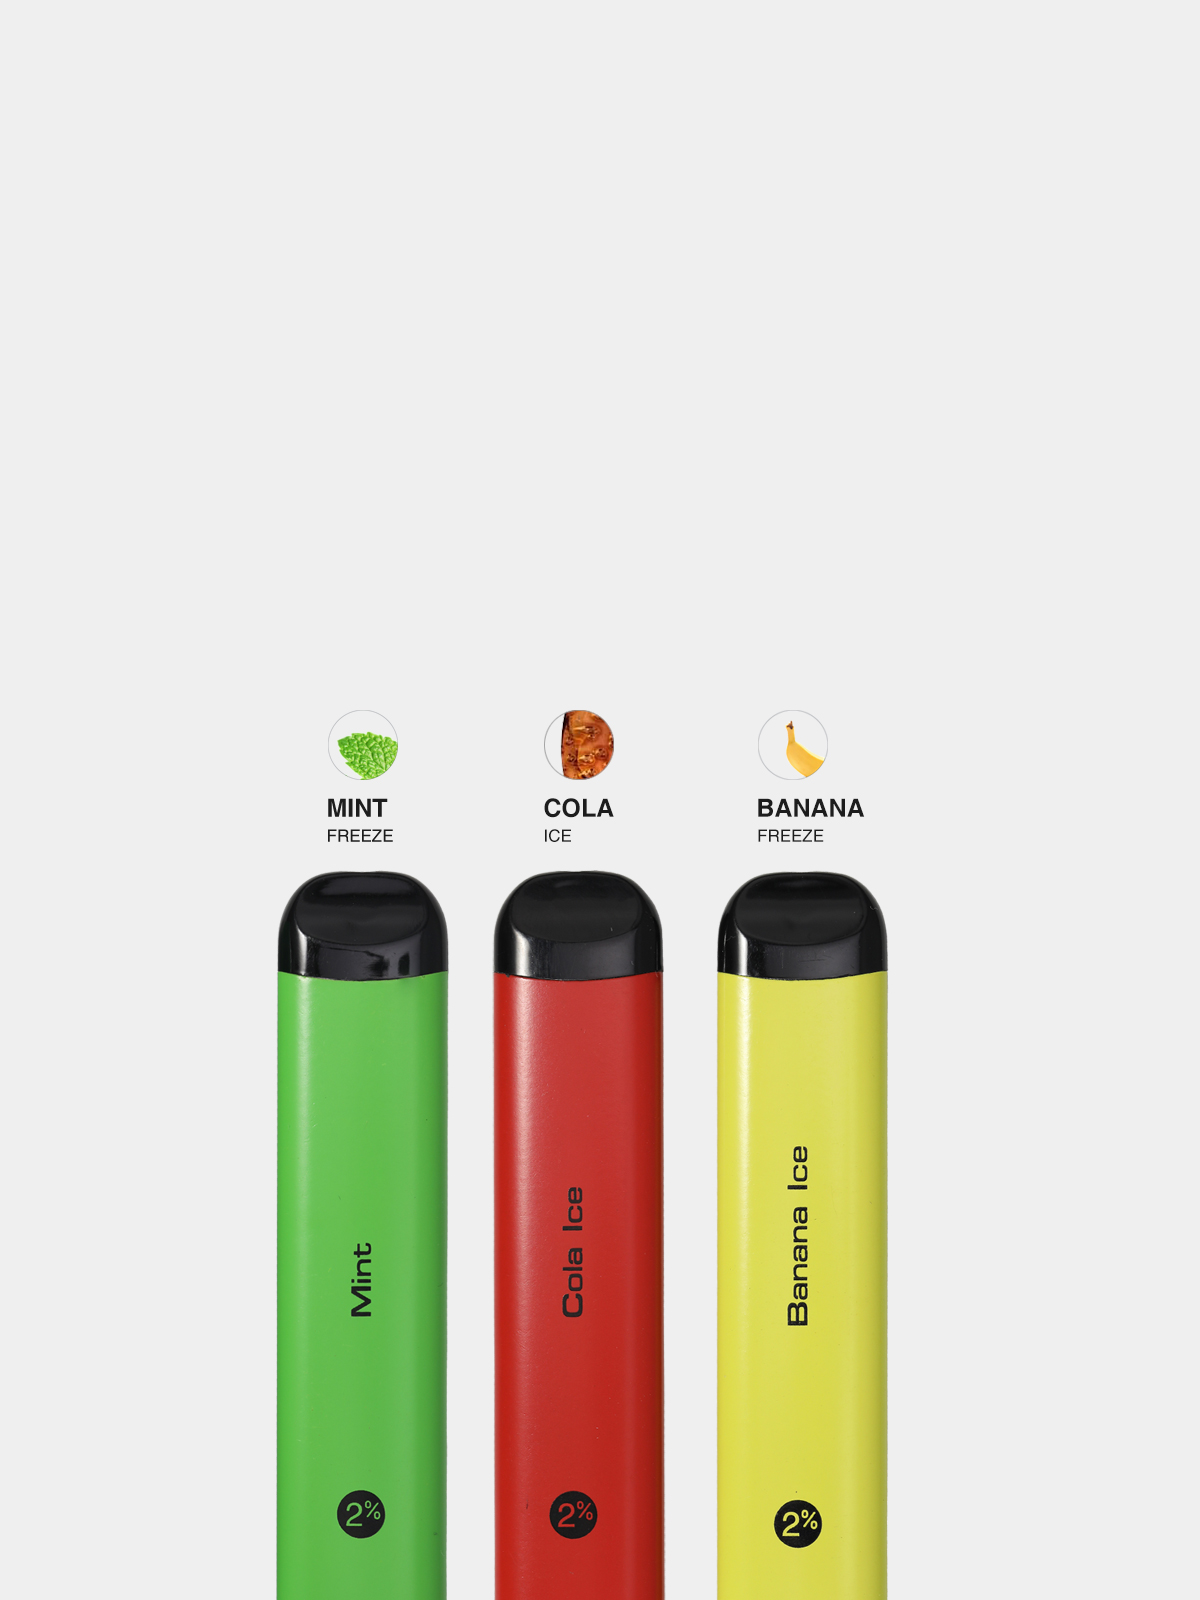 MINT
FREEZE
COLA
ICE
BANANA
FREEZE
Mint
Cola Ice
Banana Ice
2%
2%
2%